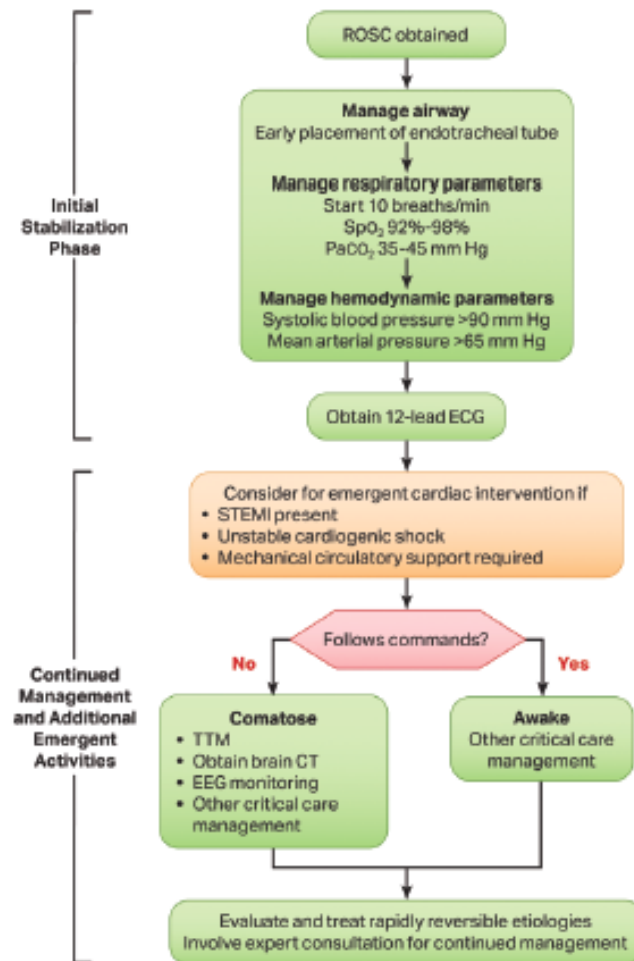 ROSC obtained
Initial
Stabilization
Phase
Manage airway
Early placement of endotracheal tube
Manage respiratory parameters
Start 10 breaths/min
SpO₂ 92%-98%
PaCO₂ 35-45 mm Hg
Manage hemodynamic parameters
Systolic blood pressure >90 mm Hg
Mean arterial pressure >65 mm Hg
Obtain 12-lead ECG
Continued
Management
and Additional
Emergent
Activities
Consider for emergent cardiac intervention if
• STEMI present
• Unstable cardiogenic shock
• Mechanical circulatory support required
Follows commands?
No
Yes
Comatose
• TTM
• Obtain brain CT
• EEG monitoring
• Other critical care
management
Awake
Other critical care
management
Evaluate and treat rapidly reversible etiologies
Involve expert consultation for continued management